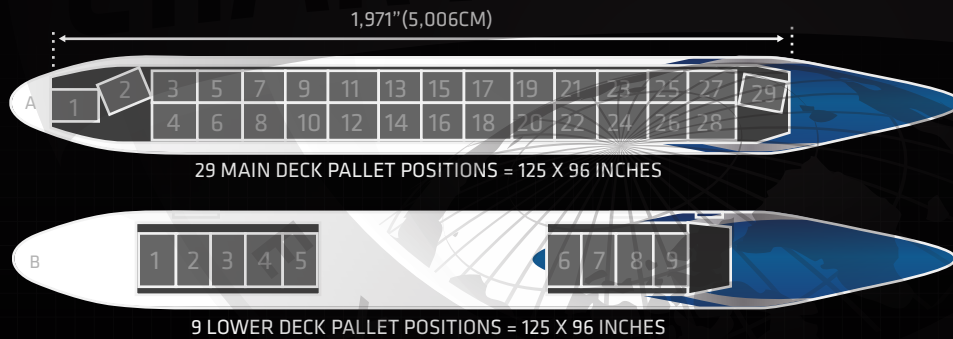 1,971”(5,006CM)
A
1 2 3 5 7 9 11 13 15 17 19 21 23 25 27 29
4 6 8 10 12 14 16 18 20 22 24 26 28
29 MAIN DECK PALLET POSITIONS = 125 X 96 INCHES
B 1 2 3 4 5 6 7 8 9
9 LOWER DECK PALLET POSITIONS = 125 X 96 INCHES